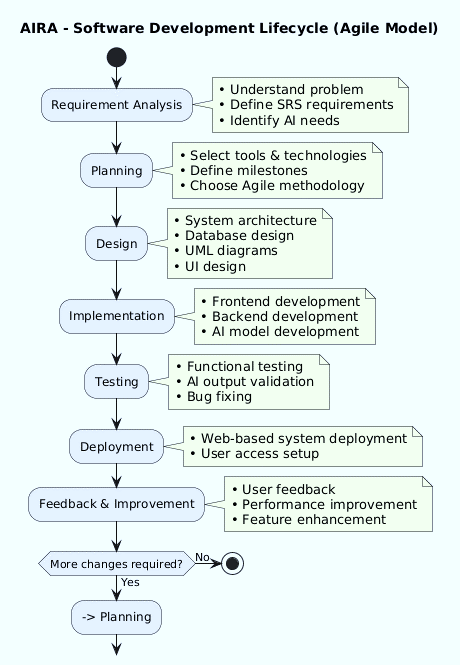 AIRA - Software Development Lifecycle (Agile Model)
Requirement Analysis
• Understand problem
• Define SRS requirements
• Identify AI needs
Planning
• Select tools & technologies
• Define milestones
• Choose Agile methodology
Design
• System architecture
• Database design
• UML diagrams
• UI design
Implementation
• Frontend development
• Backend development
• AI model development
Testing
• Functional testing
• AI output validation
• Bug fixing
Deployment
• Web-based system deployment
• User access setup
Feedback & Improvement
• User feedback
• Performance improvement
• Feature enhancement
More changes required?
No
Yes
-> Planning